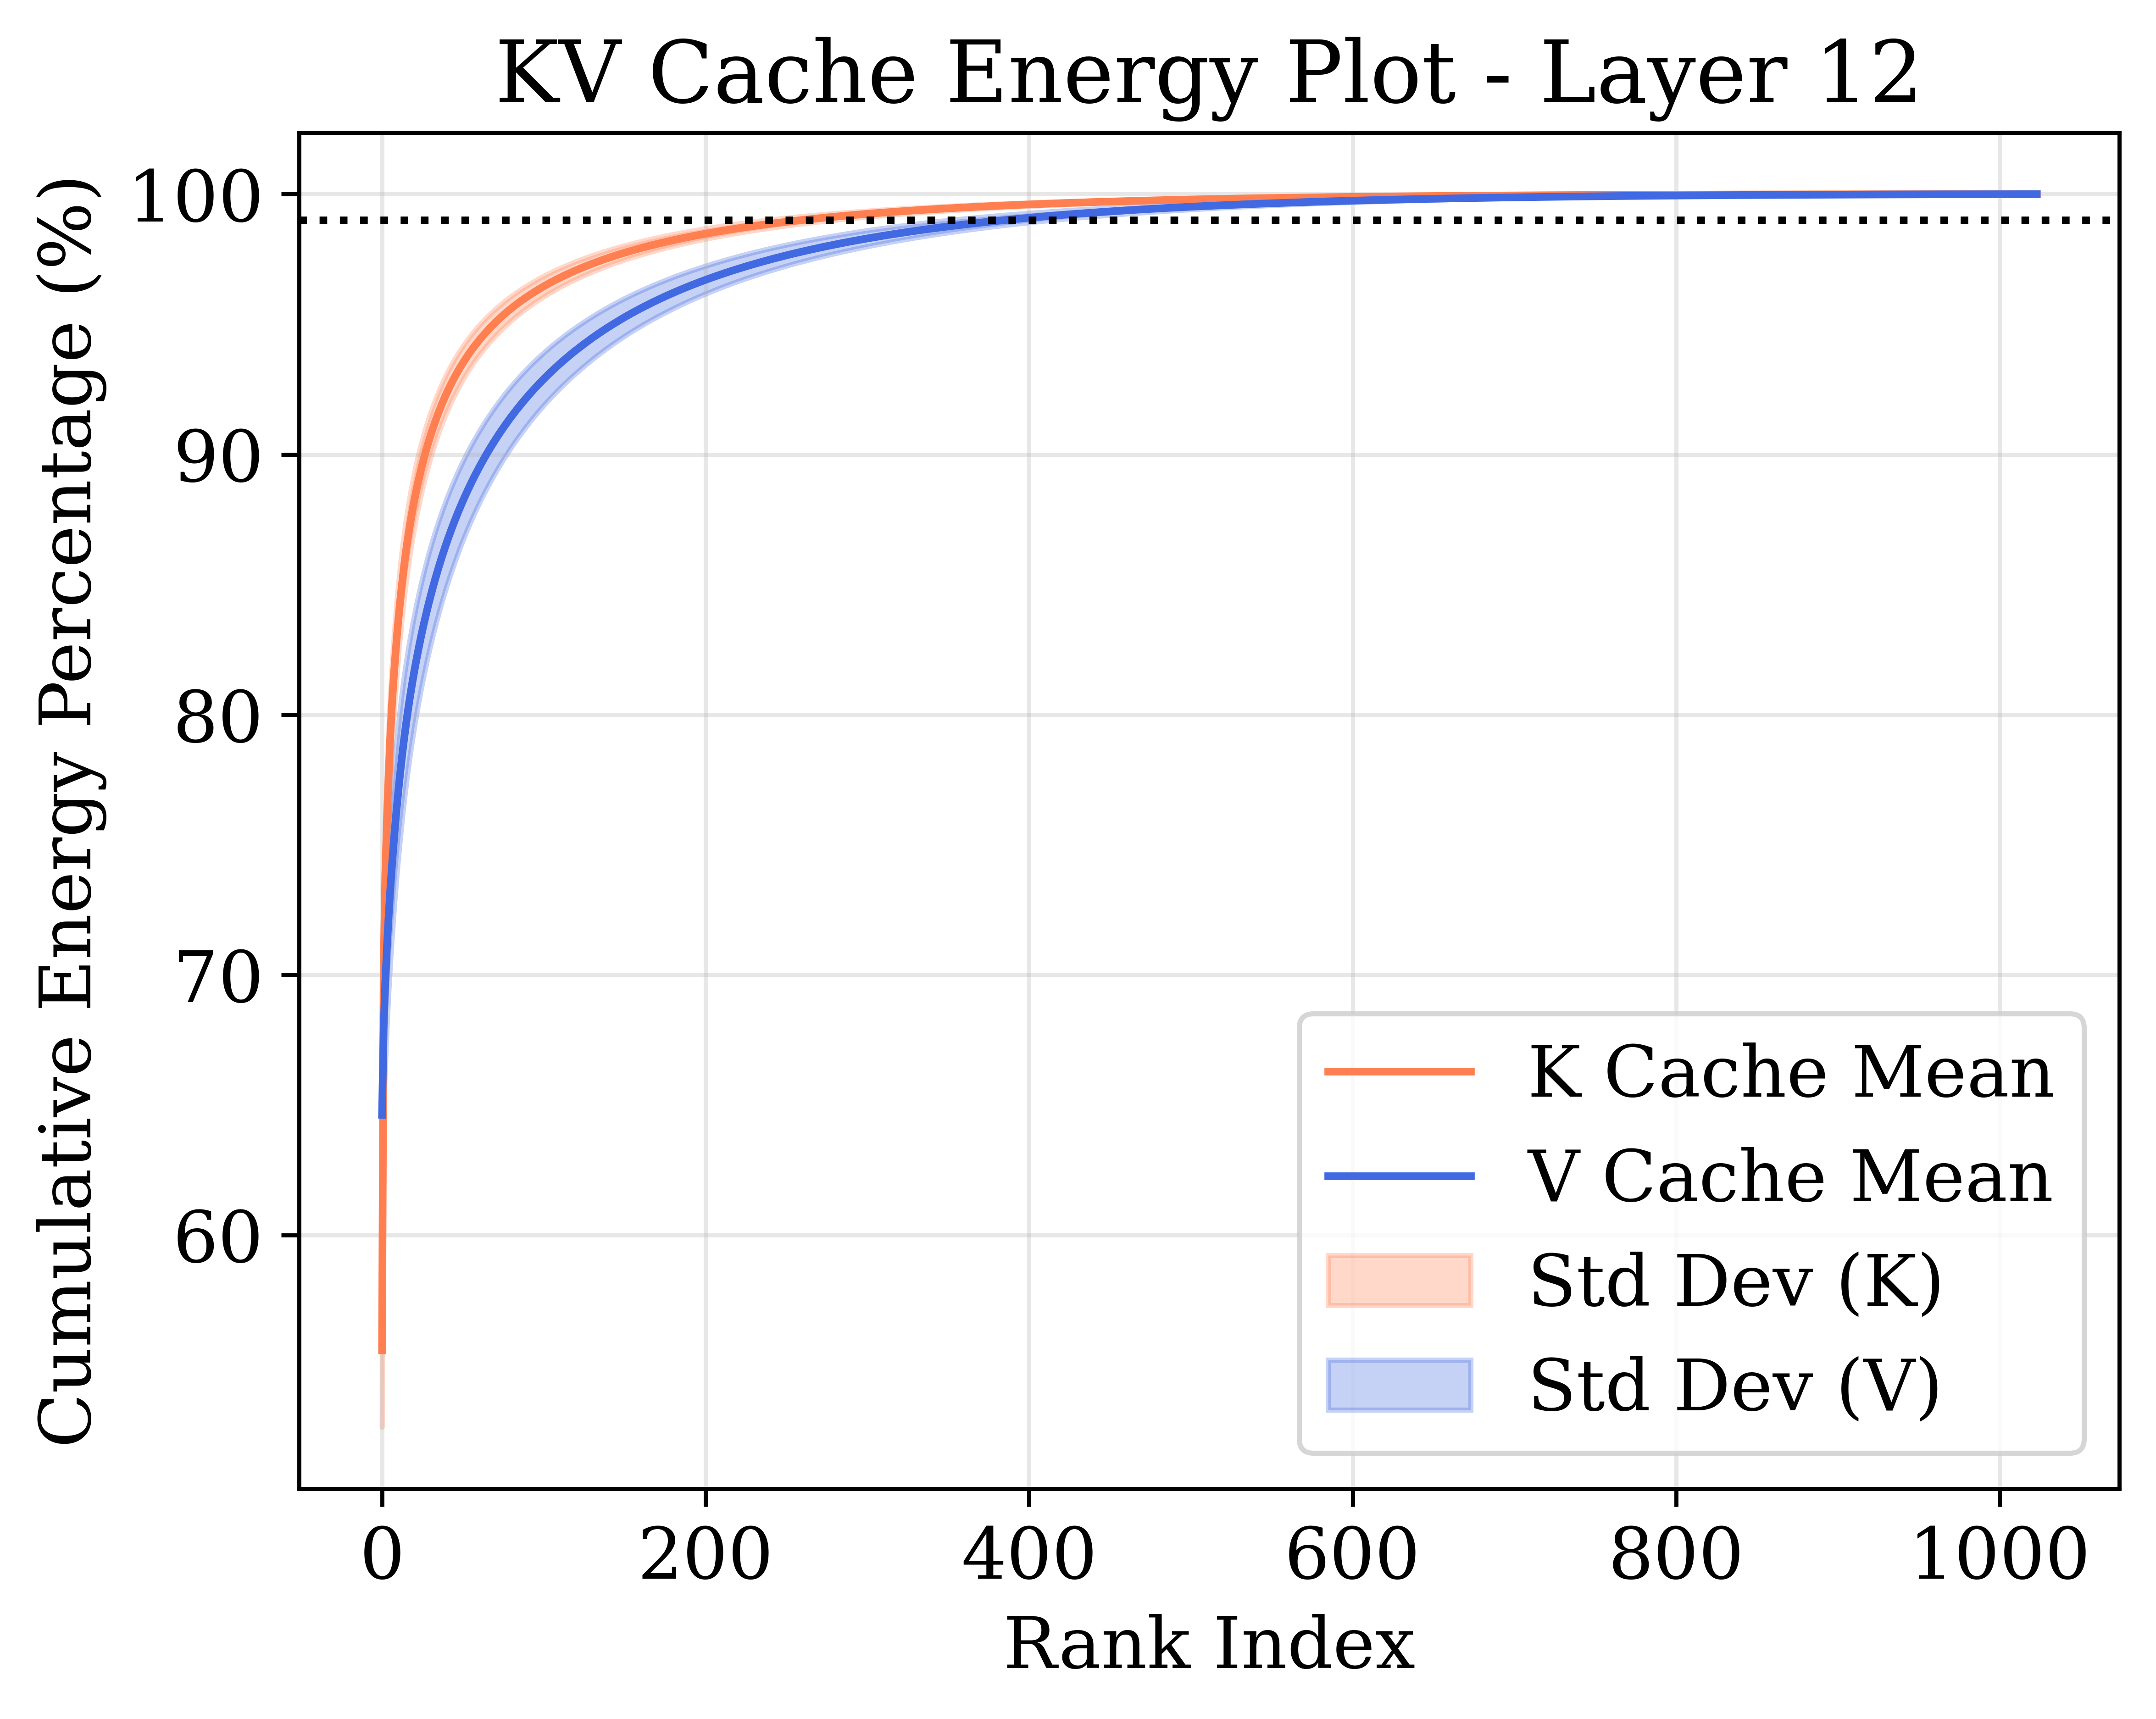 KV Cache Energy Plot - Layer 12
Cumulative Energy Percentage (%)
100
90
80
70
60
K Cache Mean
V Cache Mean
Std Dev (K)
Std Dev (V)
0 200 400 600 800 1000
Rank Index